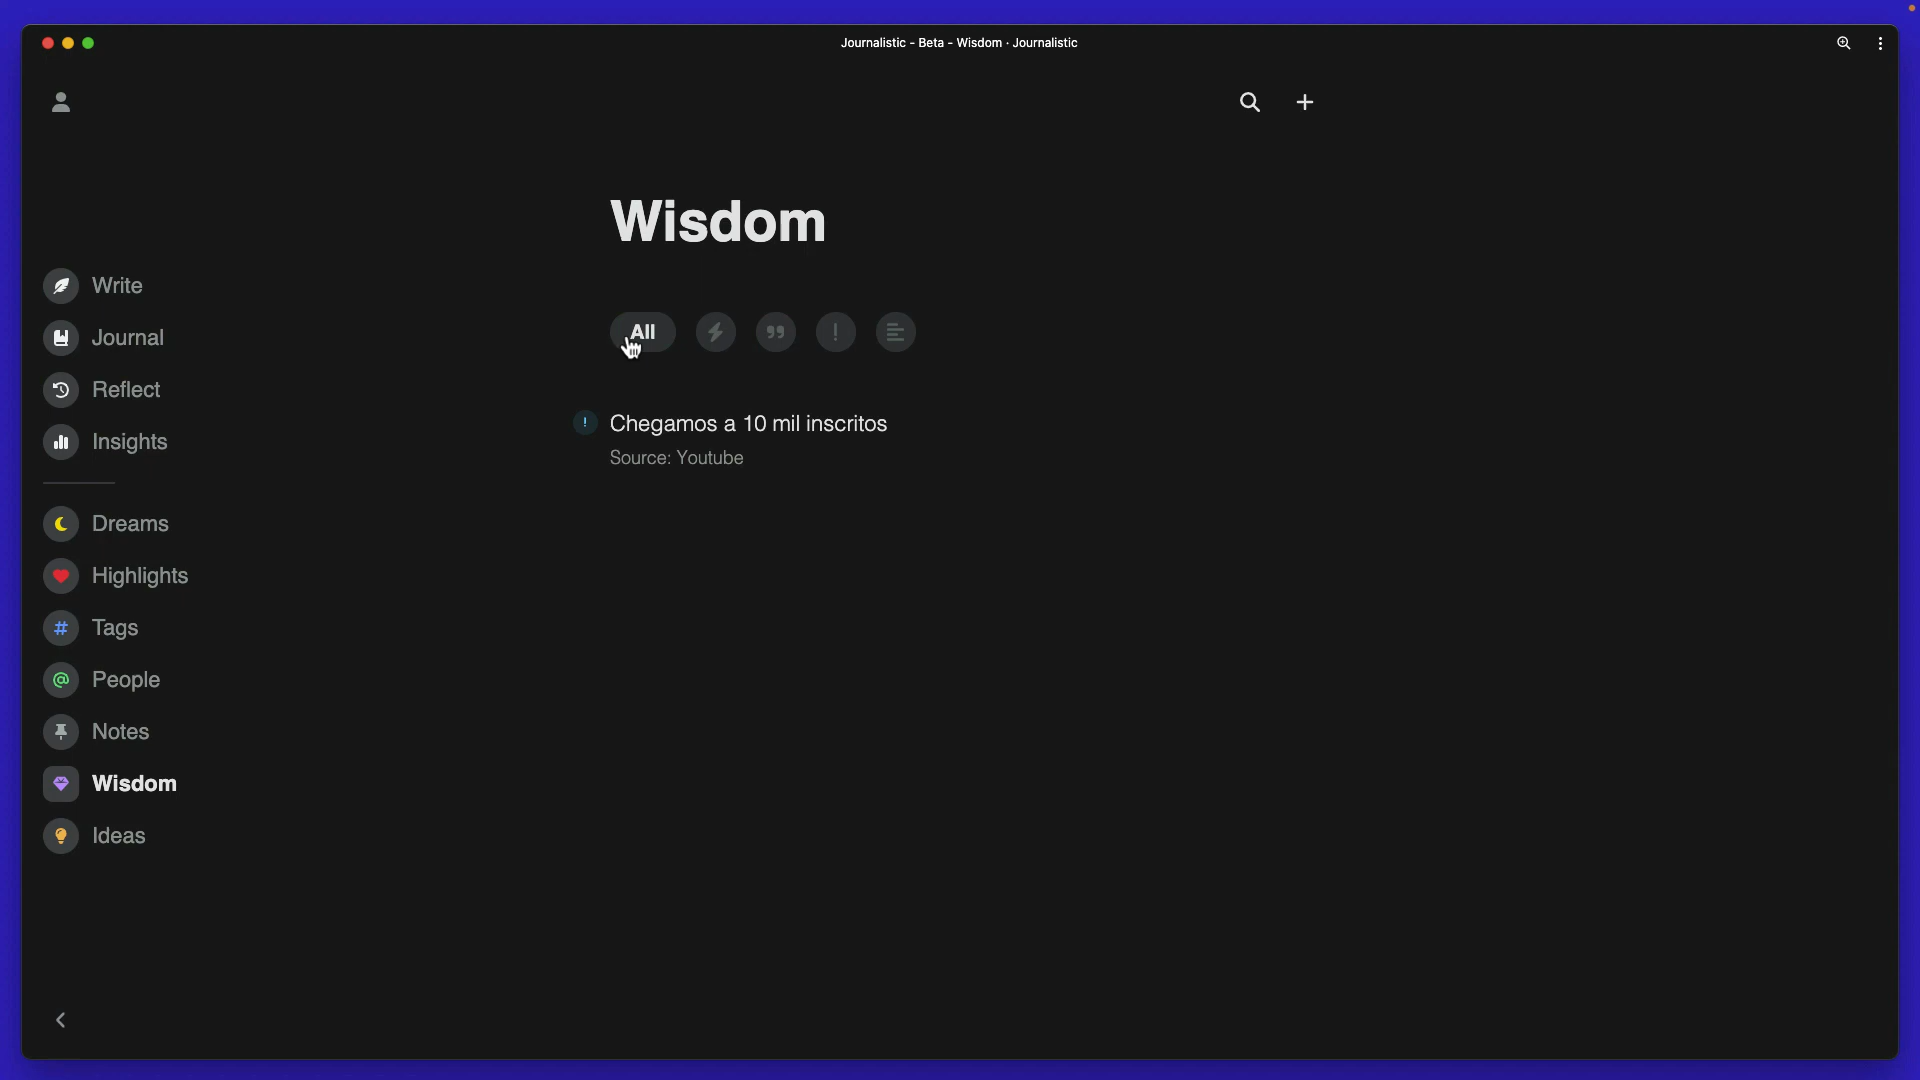 Journalistic - Beta - Wisdom · Journalistic
Wisdom
All
Chegamos a 10 mil inscritos
Source: Youtube
Write
Journal
Reflect
Insights
Dreams
Highlights
Tags
People
Notes
Wisdom
Ideas